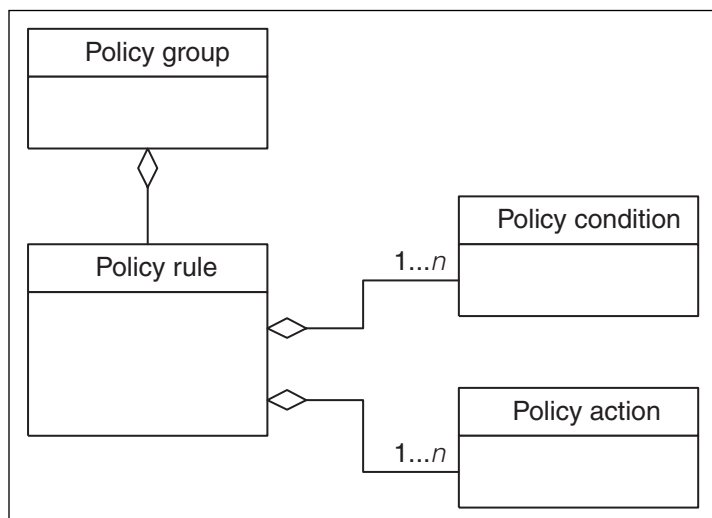 Policy group
Policy condition
Policy rule
1...n
Policy action
1...n